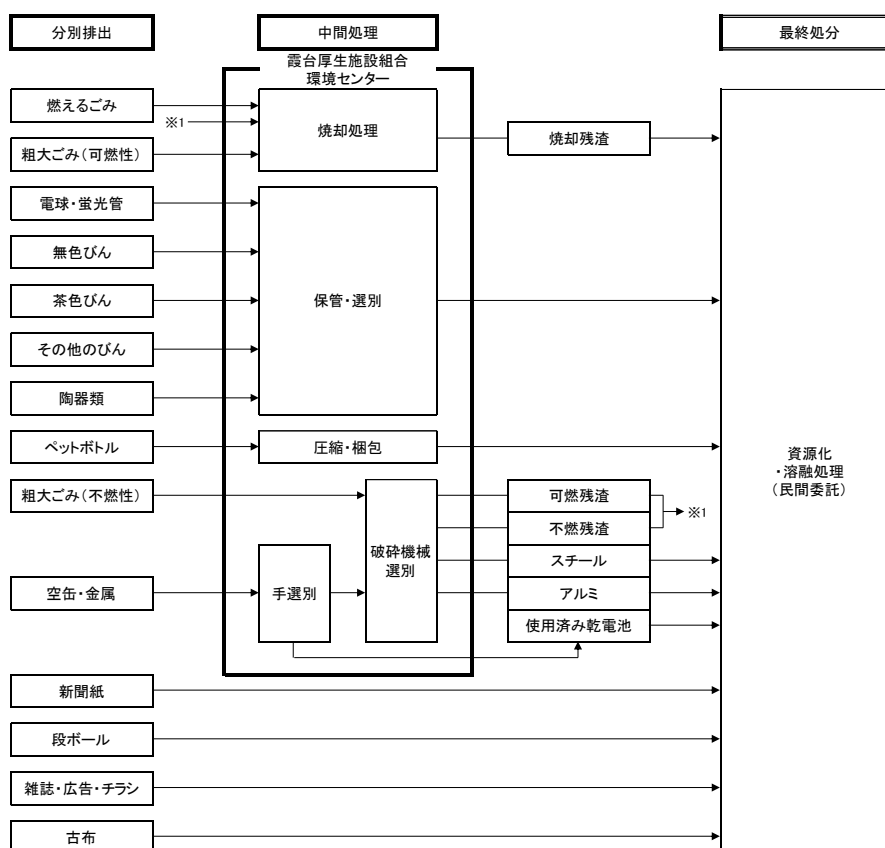 分別排出
中間処理
最終処分
霞台厚生施設組合
環境センター
燃えるごみ
※1
焼却処理
焼却残渣
粗大ごみ(可燃性)
電球・蛍光管
無色びん
茶色びん
保管・選別
その他のびん
陶器類
ペットボトル
圧縮・梱包
資源化
・溶融処理
(民間委託)
粗大ごみ(不燃性)
可燃残渣
※1
不燃残渣
破砕機械
選別
スチール
空缶・金属
手選別
アルミ
使用済み乾電池
新聞紙
段ボール
雑誌・広告・チラシ
古布